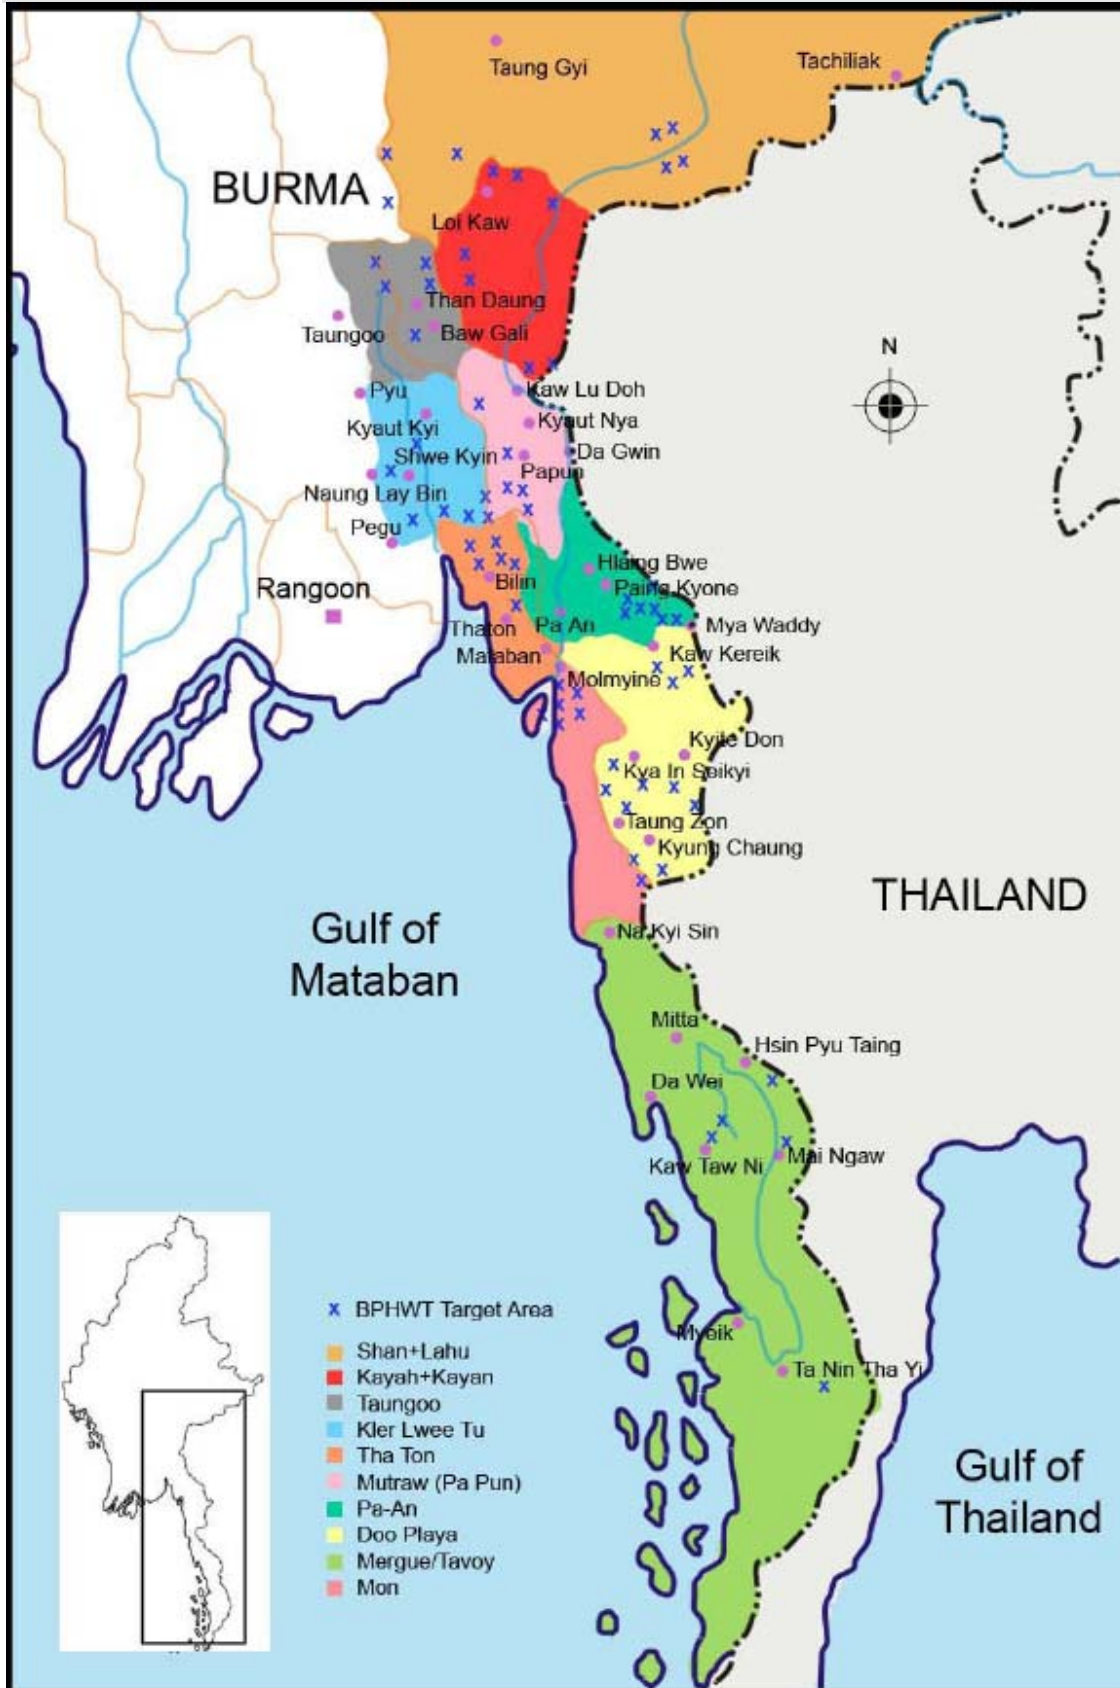 Taung Gyi
Tachiliak
BURMA
Loi Kaw
Than Daung
Taungoo
Baw Gali
N
Pyu
Kaw Lu Doh
Kyaut Kyi
Kyaut Nya
Shwe Kyin
Da Gwin
Papun
Naung Lay Bin
Pegu
Hlaing Bwe
Bilin
Paing Kyone
Rangoon
Thaton
Pa An
Mya Waddy
Mataban
Kaw Kereik
Molmyine
Kyite Don
Kya In Seikyi
Taung Zon
Kyung Chaung
THAILAND
Gulf of
Mataban
Na Kyi Sin
Mitta
Hsin Pyu Taing
Da Wei
Kaw Taw Ni
Mai Ngaw
Myeik
Ta Nin Tha Yi
x BPHWT Target Area
Shan+Lahu
Kayah+Kayan
Taungoo
Kler Lwee Tu
Tha Ton
Mutraw (Pa Pun)
Pa-An
Doo Playa
Mergue/Tavoy
Mon
Gulf of
Thailand